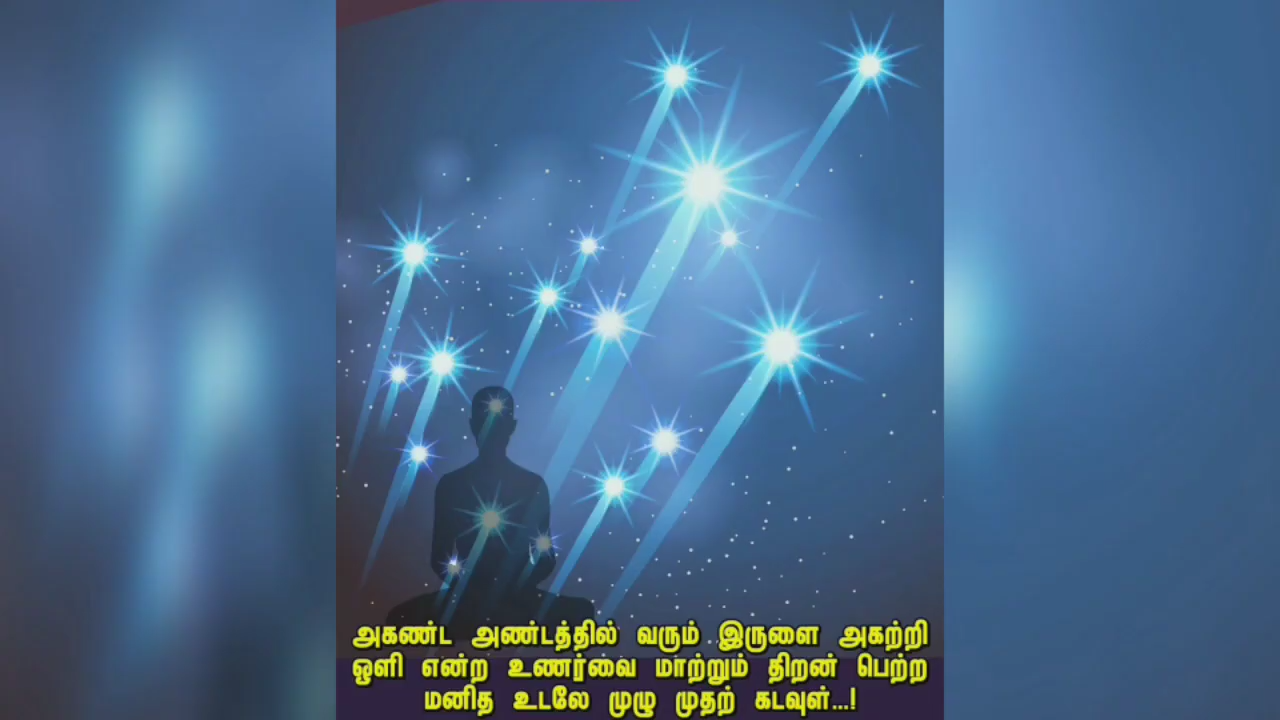 அகண்ட அண்டத்தில் வரும் இருளை அகற்றி
ஒளி என்ற உணர்வை மாற்றும் திறன் பெற்ற
மனித உடலே முழு முதற் கடவுள்...!